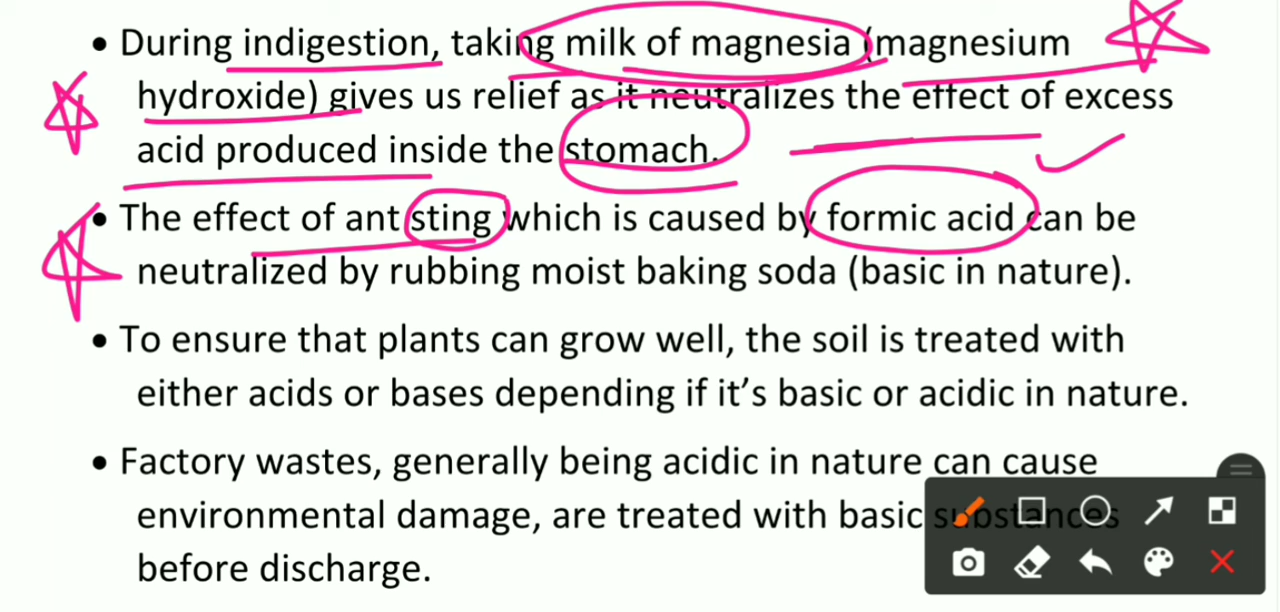 • During indigestion, taking milk of magnesia (magnesium
hydroxide) gives us relief as it neutralizes the effect of excess
acid produced inside the stomach.
• The effect of ant sting which is caused by formic acid can be
neutralized by rubbing moist baking soda (basic in nature).
• To ensure that plants can grow well, the soil is treated with
either acids or bases depending if it’s basic or acidic in nature.
• Factory wastes, generally being acidic in nature can cause
environmental damage, are treated with basic substances
before discharge.